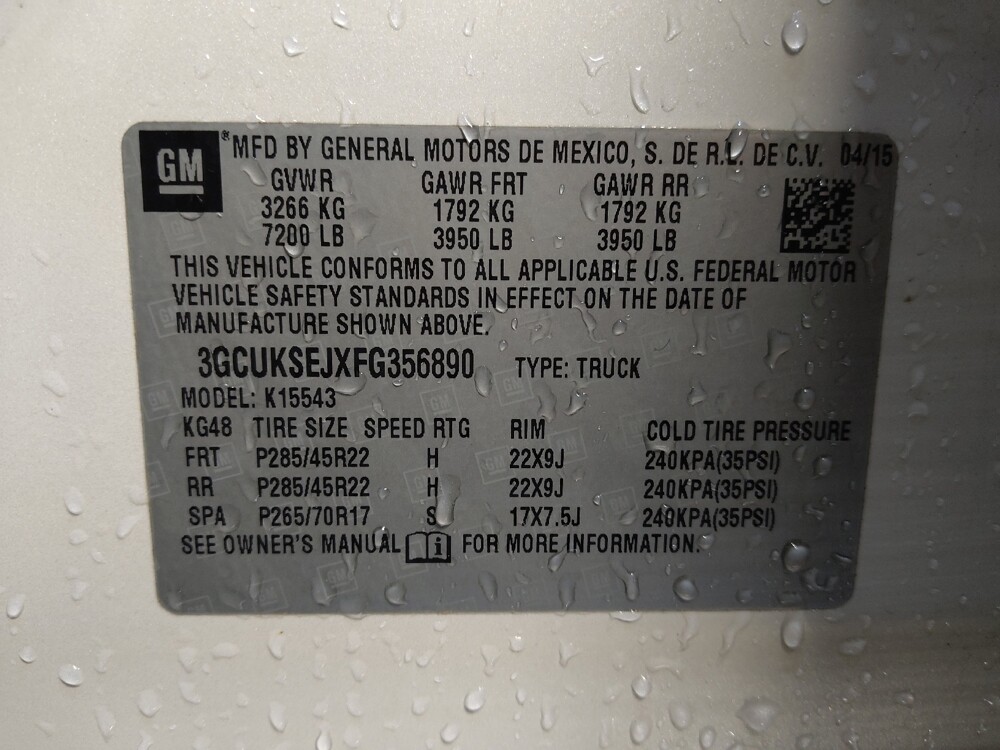 GM ® MFD BY GENERAL MOTORS DE MEXICO, S. DE R.L. DE C.V. 04/15
GVWR GAWR FRT GAWR RR
3266 KG 1792 KG 1792 KG
7200 LB 3950 LB 3950 LB
THIS VEHICLE CONFORMS TO ALL APPLICABLE U.S. FEDERAL MOTOR
VEHICLE SAFETY STANDARDS IN EFFECT ON THE DATE OF
MANUFACTURE SHOWN ABOVE.
3GCUKSEJXFG356890 TYPE: TRUCK
MODEL: K15543
KG48 TIRE SIZE SPEED RTG RIM COLD TIRE PRESSURE
FRT P285/45R22 H 22X9J 240KPA(35PSI)
RR P285/45R22 H 22X9J 240KPA(35PSI)
SPA P265/70R17 S 17X7.5J 240KPA(35PSI)
SEE OWNER'S MANUAL i FOR MORE INFORMATION.